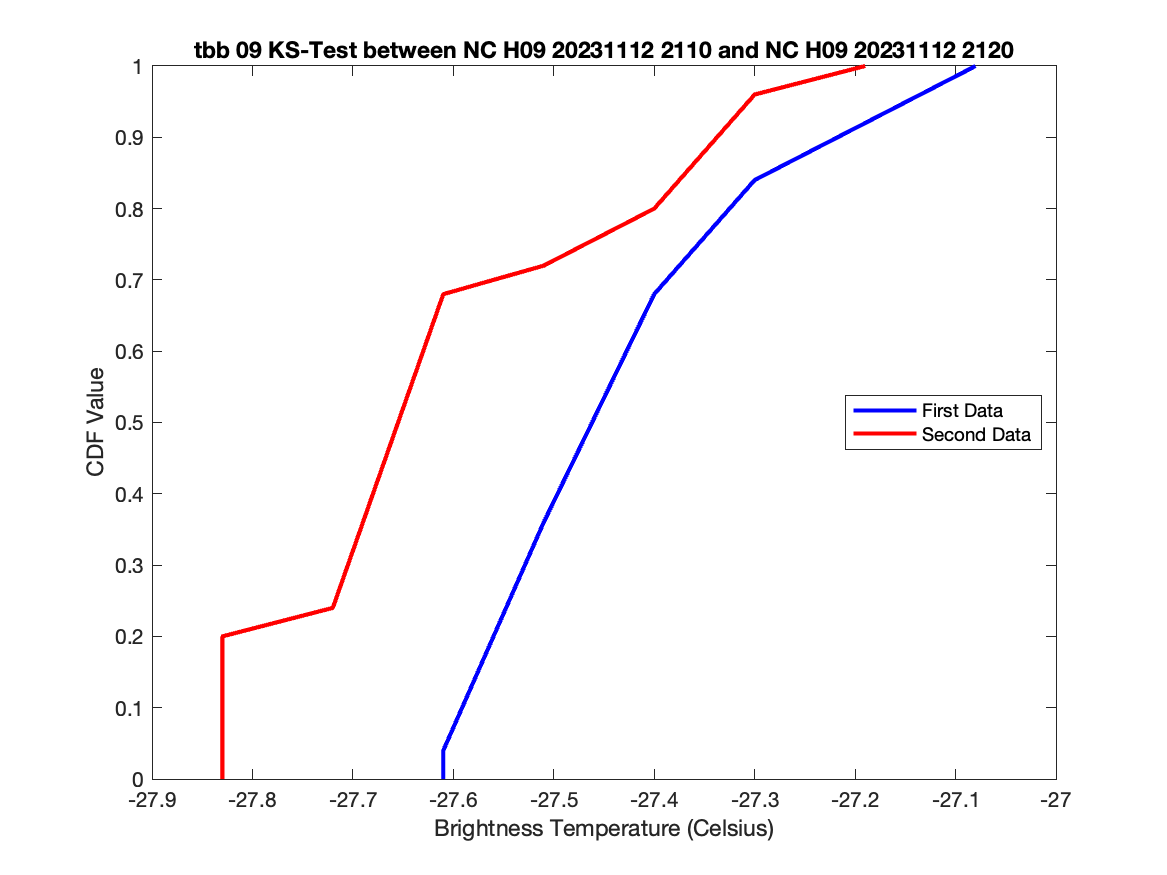 tbb 09 KS-Test between NC H09 20231112 2110 and NC H09 20231112 2120
1
0.9
0.8
0.7
0.6
0.5
0.4
0.3
0.2
0.1
0
CDF Value
First Data
Second Data
-27.9 -27.8 -27.7 -27.6 -27.5 -27.4 -27.3 -27.2 -27.1 -27
Brightness Temperature (Celsius)